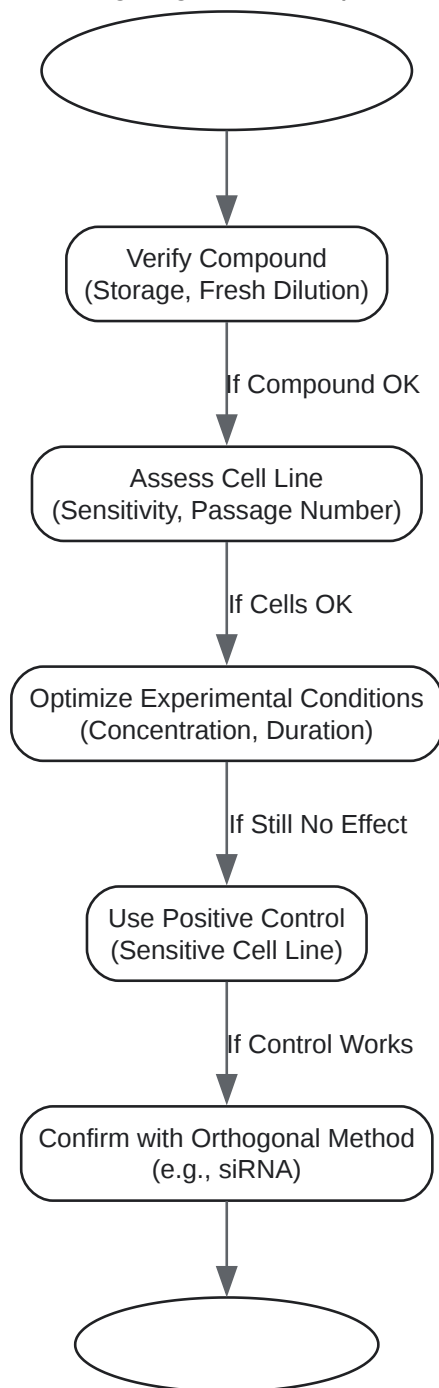 Verify Compound
(Storage, Fresh Dilution)
If Compound OK
Assess Cell Line
(Sensitivity, Passage Number)
If Cells OK
Optimize Experimental Conditions
(Concentration, Duration)
If Still No Effect
Use Positive Control
(Sensitive Cell Line)
If Control Works
Confirm with Orthogonal Method
(e.g., siRNA)